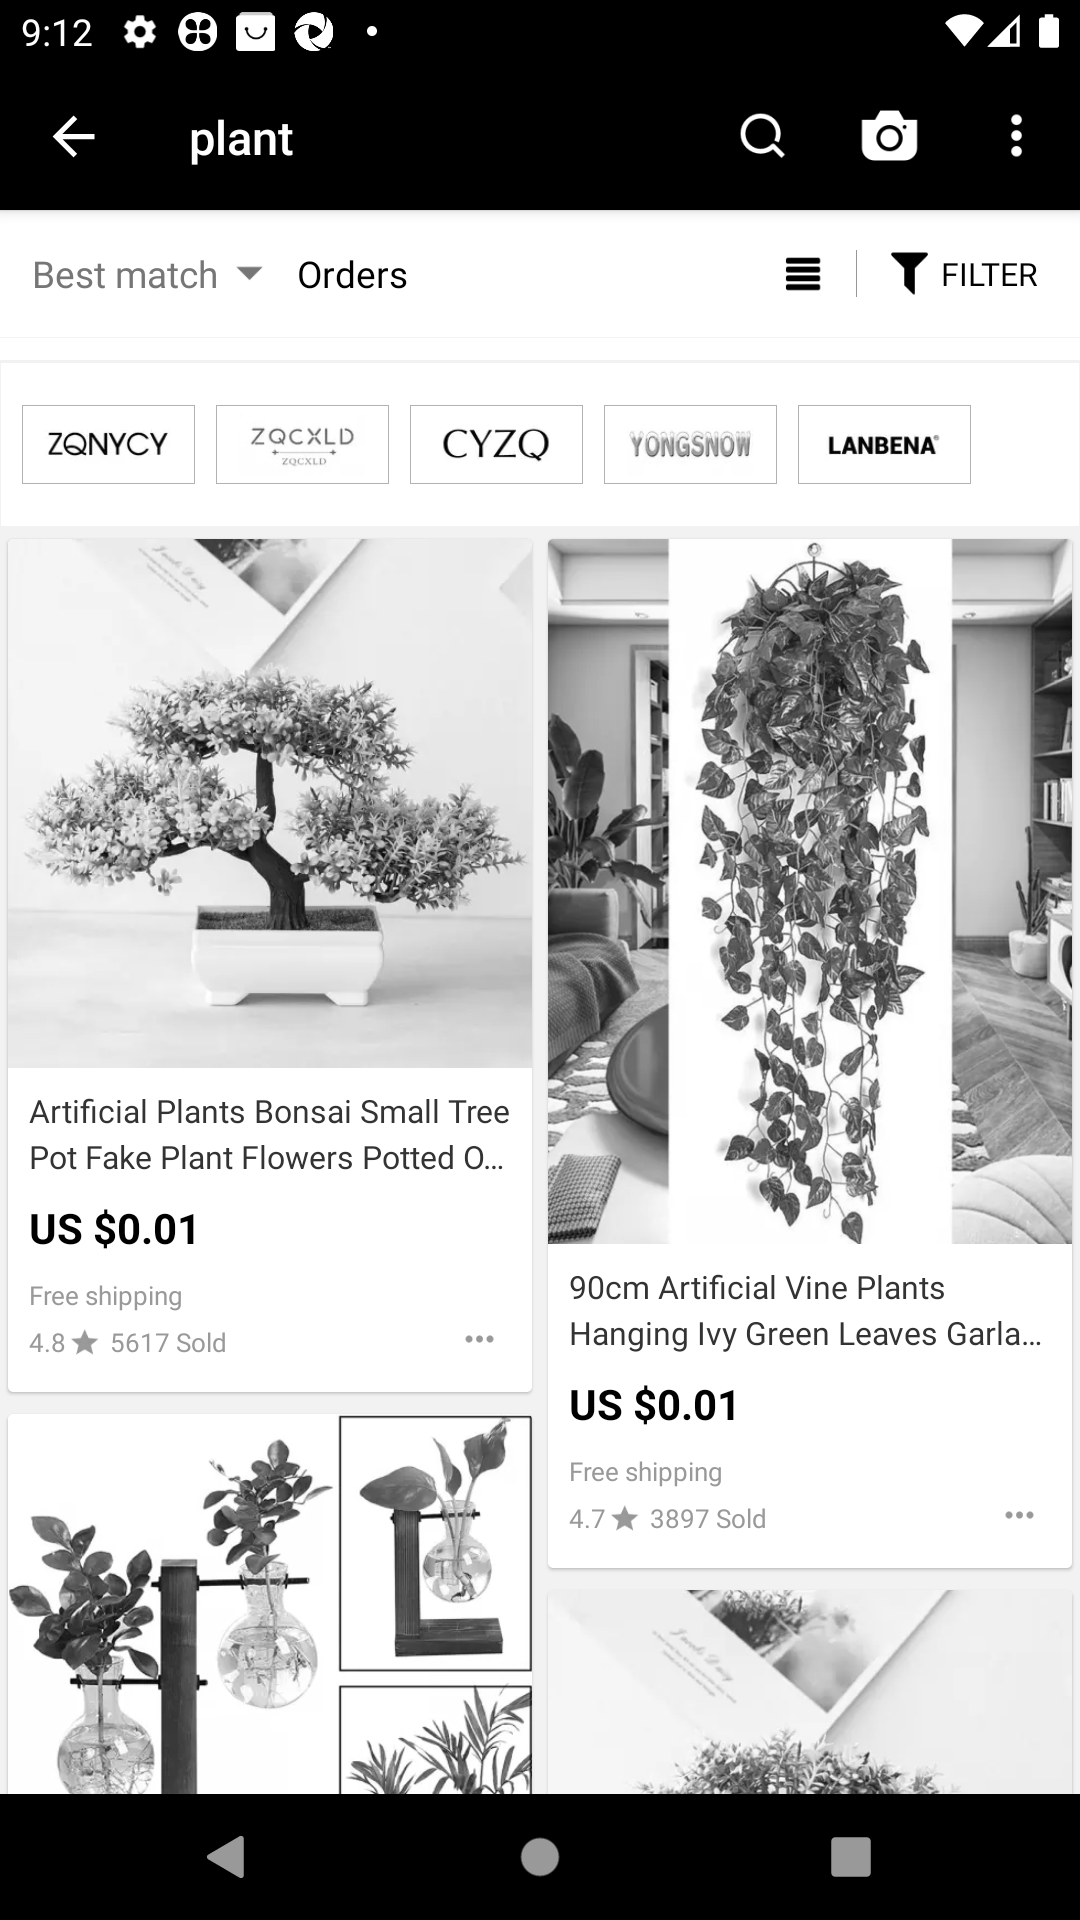 9:12
plant
Best match
Orders
FILTER
ZQNYCY
ZQCXLD
ZQCXLD
CYZQ
YONGSNOW
LANBENA®
Artificial Plants Bonsai Small Tree
Pot Fake Plant Flowers Potted O...
US $0.01
Free shipping
4.8 ★ 5617 Sold
90cm Artificial Vine Plants
Hanging Ivy Green Leaves Garla...
US $0.01
Free shipping
4.7 ★ 3897 Sold